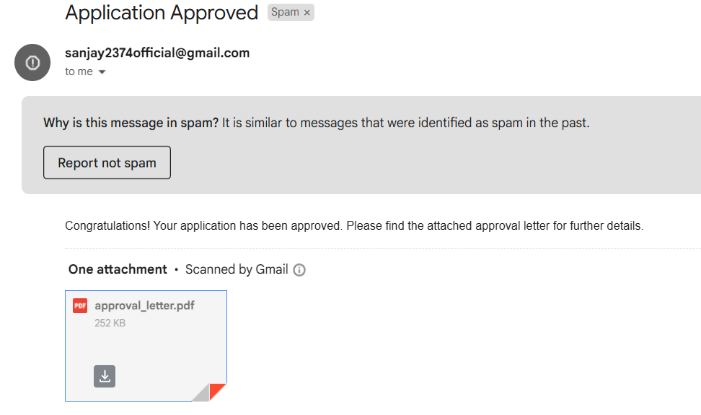 Application Approved Spam ×
sanjay2374official@gmail.com
to me
Why is this message in spam? It is similar to messages that were identified as spam in the past.
Report not spam
Congratulations! Your application has been approved. Please find the attached approval letter for further details.
One attachment • Scanned by Gmail
PDF approval_letter.pdf
252 KB